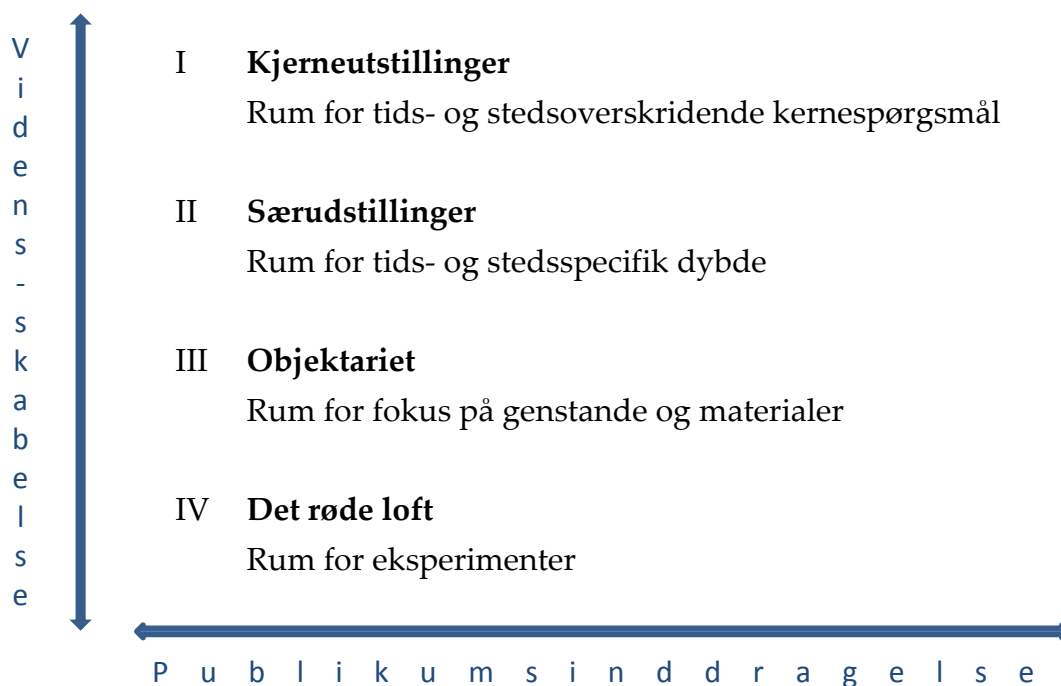 Videns-skabelse
I Kjerneutstillinger
Rum for tids- og stedsoverskridende kernespørgsmål
II Særudstillinger
Rum for tids- og stedsspecifik dybde
III Objektariet
Rum for fokus på genstande og materialer
IV Det røde loft
Rum for eksperimenter
Publikumsinddragelse